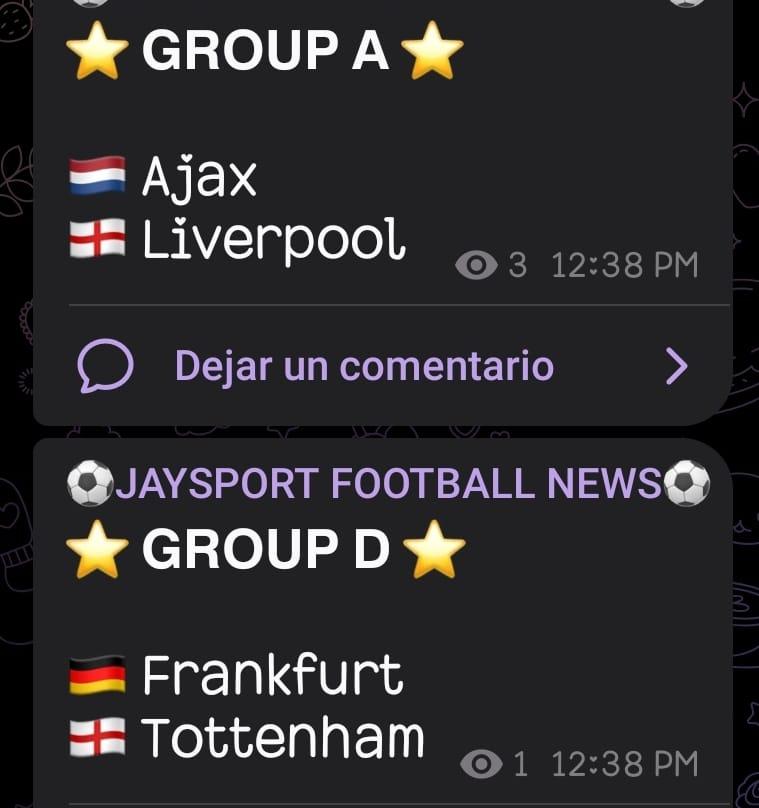 ⭐ GROUP A ⭐
🇳🇱 Ajax
🏴󠁧󠁢󠁥󠁮󠁧󠁿 Liverpool
3 12:38 PM
Dejar un comentario
⚽JAYSPORT FOOTBALL NEWS⚽
⭐ GROUP D ⭐
🇩🇪 Frankfurt
🏴󠁧󠁢󠁥󠁮󠁧󠁿 Tottenham
1 12:38 PM